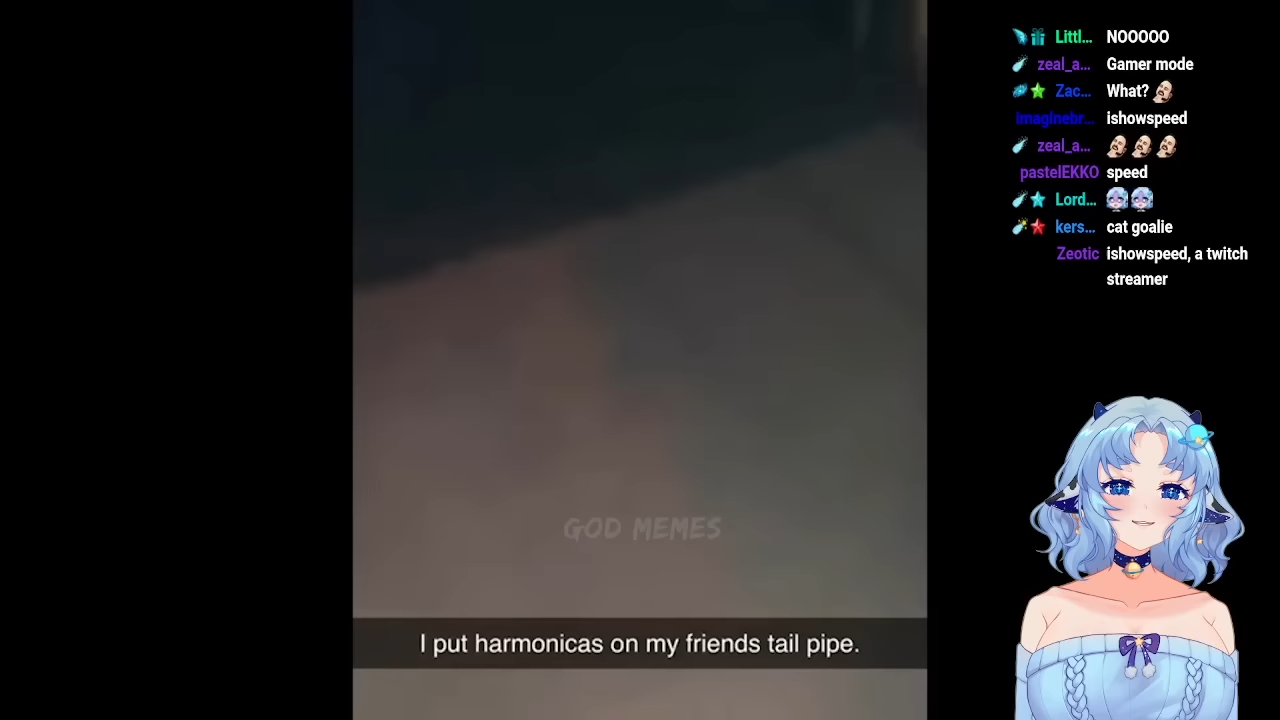 Littl... NOOOOO
zeal_a... Gamer mode
Zac... What?
imaginebr... ishowspeed
zeal_a...
pastelEKKO speed
Lord...
kers... cat goalie
Zeotic ishowspeed, a twitch
streamer
GOD MEMES
I put harmonicas on my friends tail pipe.